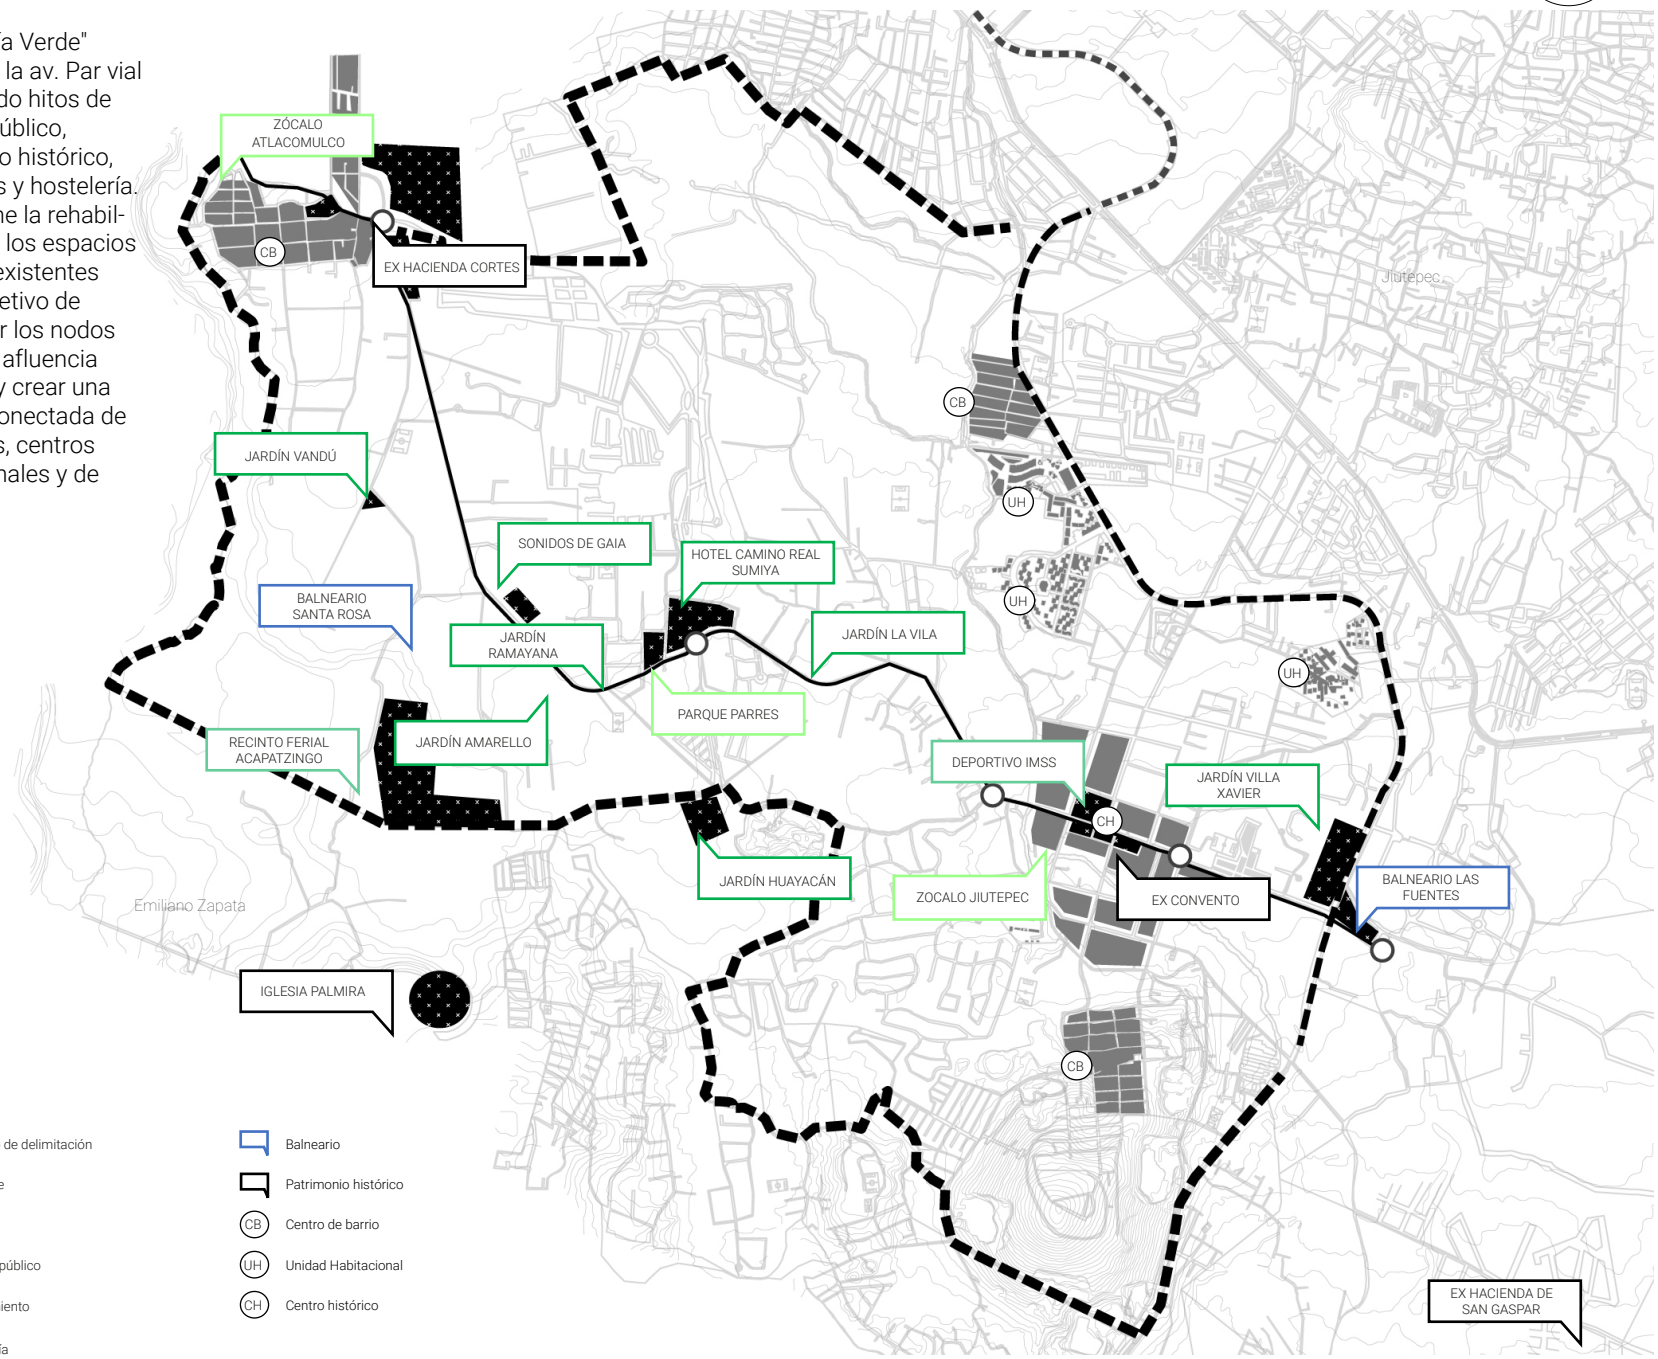 ía Verde"
la av. Par vial
do hitos de
úblico,
o histórico,
s y hostelería.
ne la rehabil-
los espacios
existentes
etivo de
r los nodos
afluencia
y crear una
onectada de
s, centros
nales y de
ZÓCALO
ATLACOMULCO
CB
EX HACIENDA CORTES
Jiutepec
CB
JARDÍN VANDÚ
UH
SONIDOS DE GAIA
HOTEL CAMINO REAL
SUMIYA
BALNEARIO
SANTA ROSA
UH
JARDÍN
RAMAYANA
JARDÍN LA VILA
UH
PARQUE PARRES
RECINTO FERIAL
ACAPATZINGO
JARDÍN AMARELLO
DEPORTIVO IMSS
JARDÍN VILLA
XAVIER
CH
JARDÍN HUAYACÁN
ZOCALO JIUTEPEC
EX CONVENTO
BALNEARIO LAS
FUENTES
Emiliano Zapata
IGLESIA PALMIRA
CB
de delimitación
e
público
iento
ía
Balneario
Patrimonio histórico
CB Centro de barrio
UH Unidad Habitacional
CH Centro histórico
EX HACIENDA DE
SAN GASPAR